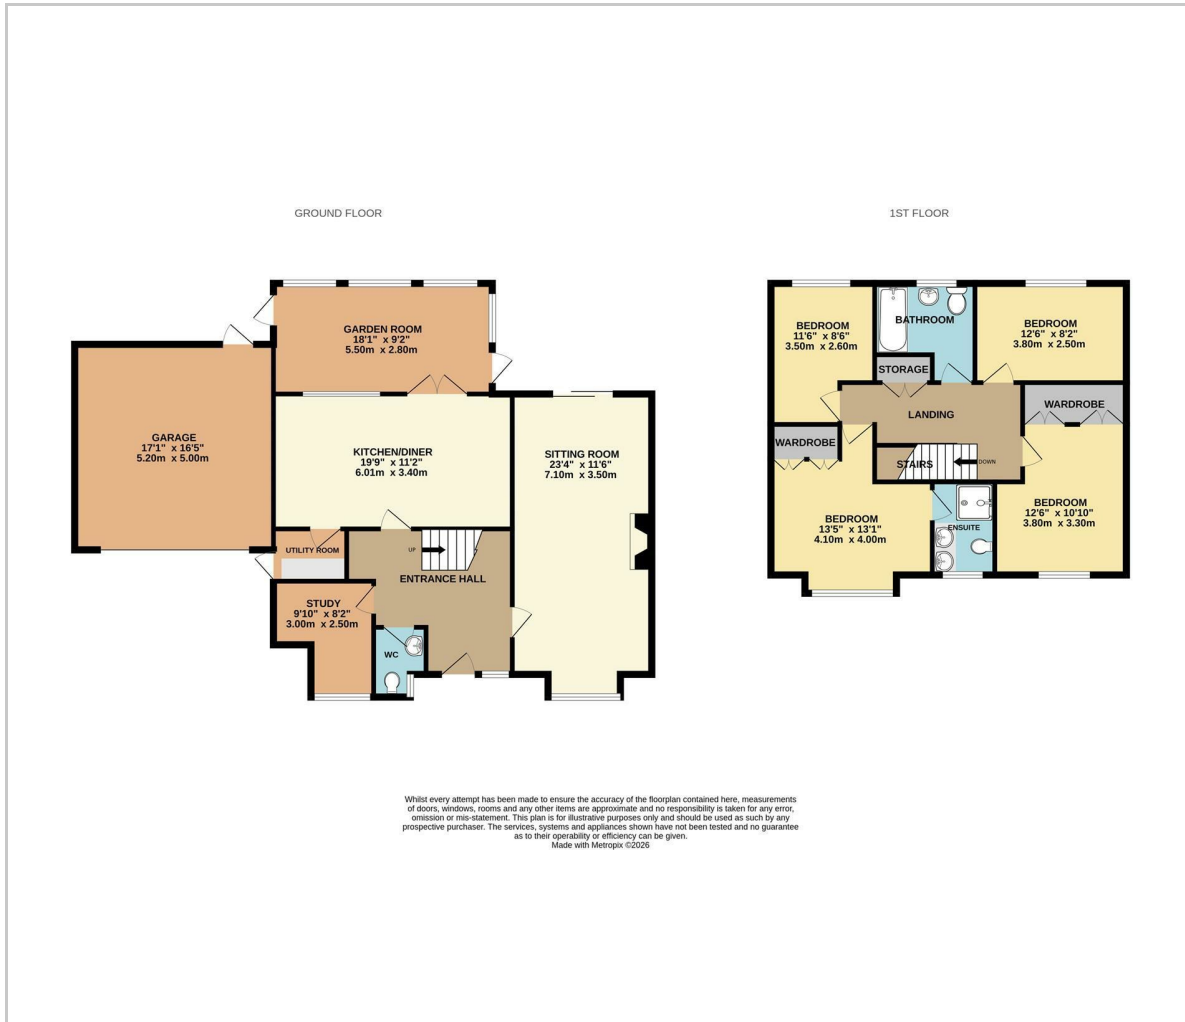 GROUND FLOOR
GARDEN ROOM
18'1" x 9'2"
5.50m x 2.80m
GARAGE
17'1" x 16'5"
5.20m x 5.00m
KITCHEN/DINER
19'9" x 11'2"
6.01m x 3.40m
SITTING ROOM
23'4" x 11'6"
7.10m x 3.50m
UTILITY ROOM
UP
ENTRANCE HALL
STUDY
9'10" x 8'2"
3.00m x 2.50m
WC
1ST FLOOR
BEDROOM
11'6" x 8'6"
3.50m x 2.60m
BATHROOM
BEDROOM
12'6" x 8'2"
3.80m x 2.50m
STORAGE
LANDING
WARDROBE
WARDROBE
STAIRS
DOWN
BEDROOM
13'5" x 13'1"
4.10m x 4.00m
ENSUITE
BEDROOM
12'6" x 10'10"
3.80m x 3.30m
Whilst every attempt has been made to ensure the accuracy of the floorplan contained here, measurements
of doors, windows, rooms and any other items are approximate and no responsibility is taken for any error,
omission or mis-statement. This plan is for illustrative purposes only and should be used as such by any
prospective purchaser. The services, systems and appliances shown have not been tested and no guarantee
as to their operability or efficiency can be given.
Made with Metropix ©2026